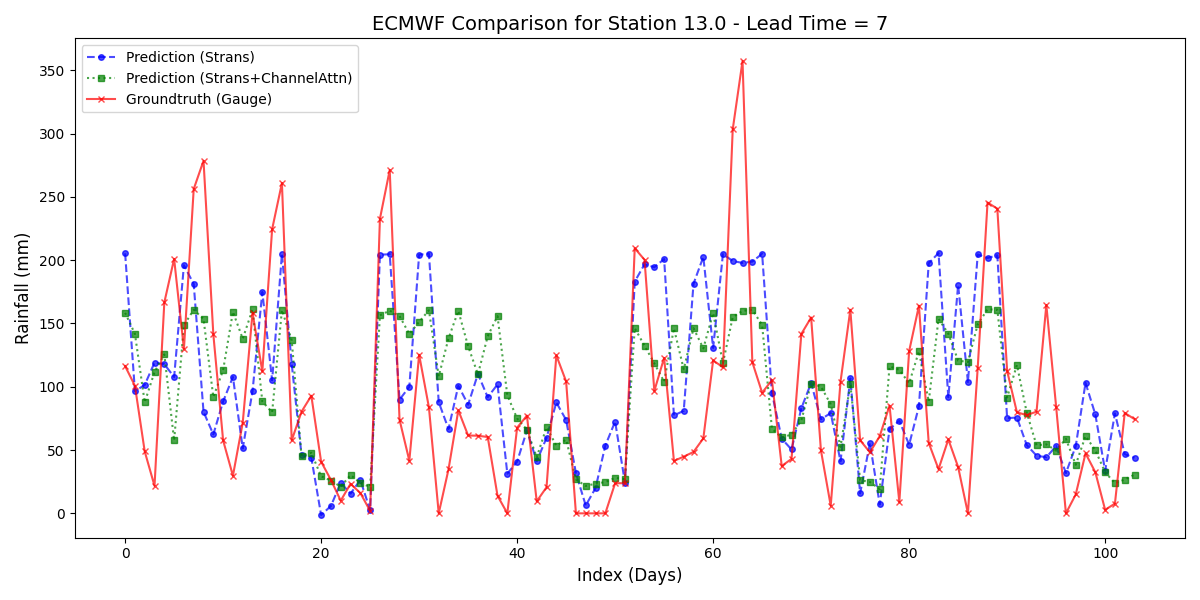 ECMWF Comparison for Station 13.0 - Lead Time = 7
Prediction (Strans)
Prediction (Strans+ChannelAttn)
Groundtruth (Gauge)
Rainfall (mm)
350
300
250
200
150
100
50
0
0 20 40 60 80 100
Index (Days)